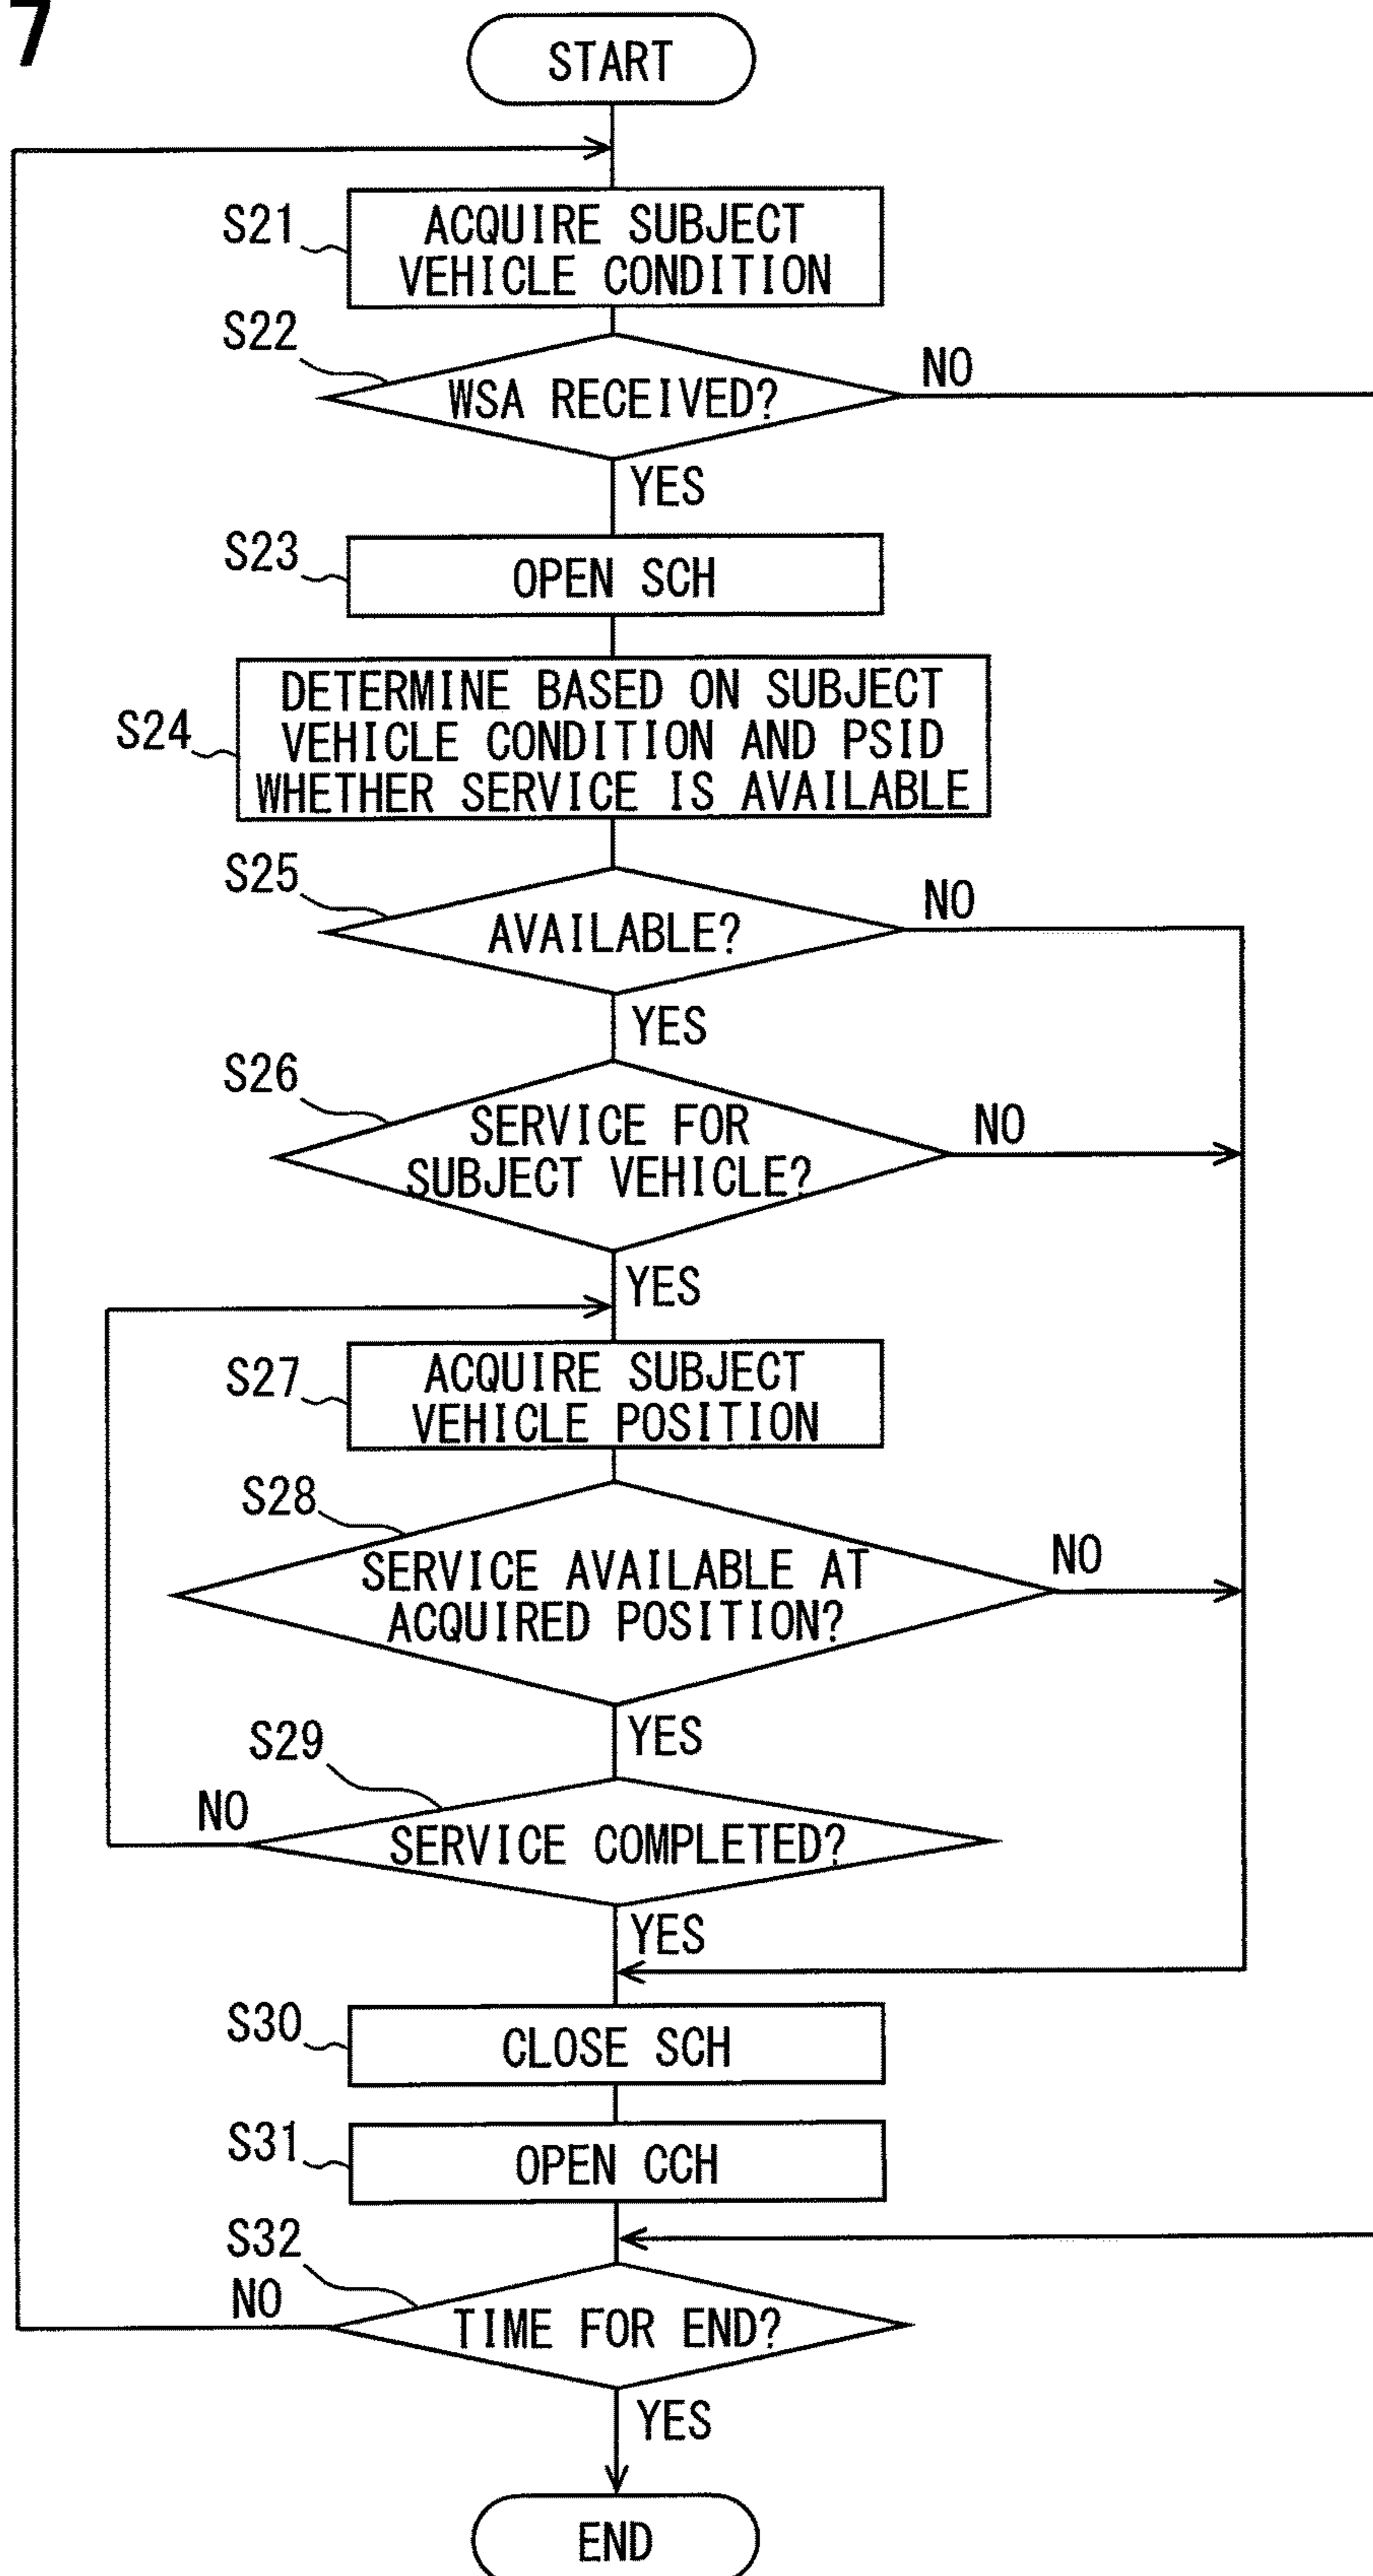 7
START
S21
ACQUIRE SUBJECT
VEHICLE CONDITION
S22
WSA RECEIVED?
NO
YES
S23
OPEN SCH
S24
DETERMINE BASED ON SUBJECT
VEHICLE CONDITION AND PSID
WHETHER SERVICE IS AVAILABLE
S25
AVAILABLE?
NO
YES
S26
SERVICE FOR
SUBJECT VEHICLE?
NO
YES
S27
ACQUIRE SUBJECT
VEHICLE POSITION
S28
SERVICE AVAILABLE AT
ACQUIRED POSITION?
NO
YES
S29
NO
SERVICE COMPLETED?
YES
S30
CLOSE SCH
S31
OPEN CCH
S32
NO
TIME FOR END?
YES
END